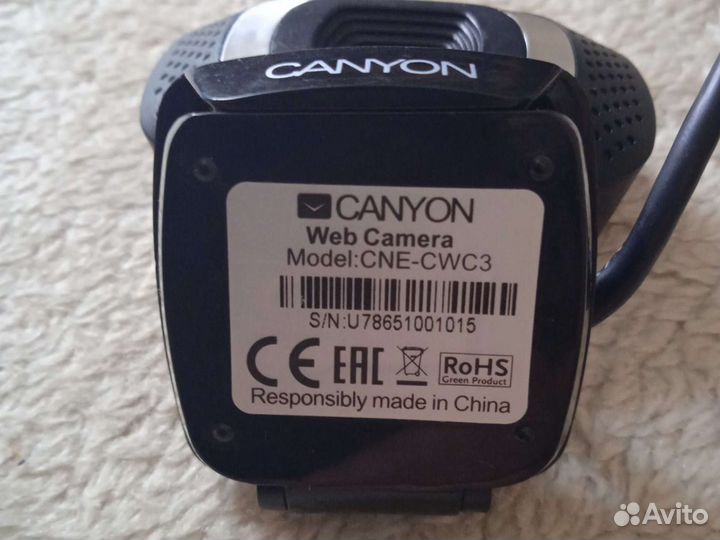 CANYON
CANYON
Web Camera
Model:CNE-CWC3
S/N:U78651001015
CE EAC RoHS
Green Product
Responsibly made in China
Avito